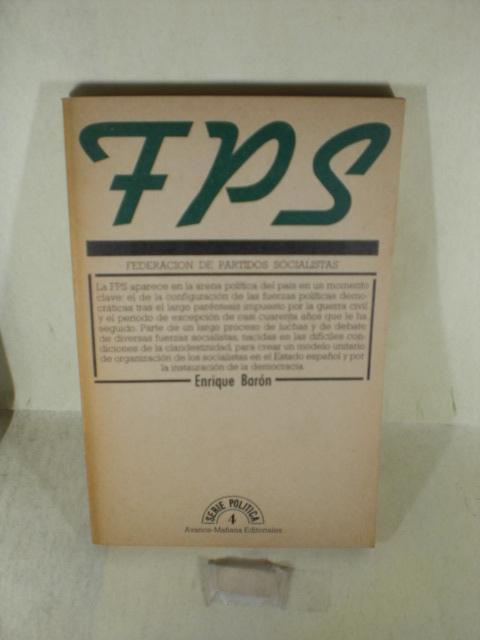 FPS
FEDERACION DE PARTIDOS SOCIALISTAS
La FPS aparece en la arena política del país en un momento
clave: el de la configuración de las fuerzas políticas demo-
cráticas tras el largo paréntesis impuesto por la guerra civil
y el período de excepción de casi cuarenta años que le ha
seguido. Parte de un largo proceso de luchas y de debate
de diversas fuerzas socialistas, nacidas en las difíciles con-
diciones de la clandestinidad, para crear un modelo unitario
de organización de los socialistas en el Estado español y por
la instauración de la democracia.
Enrique Barón
SERIE POLITICA
4
Avance-Mañana Editoriales